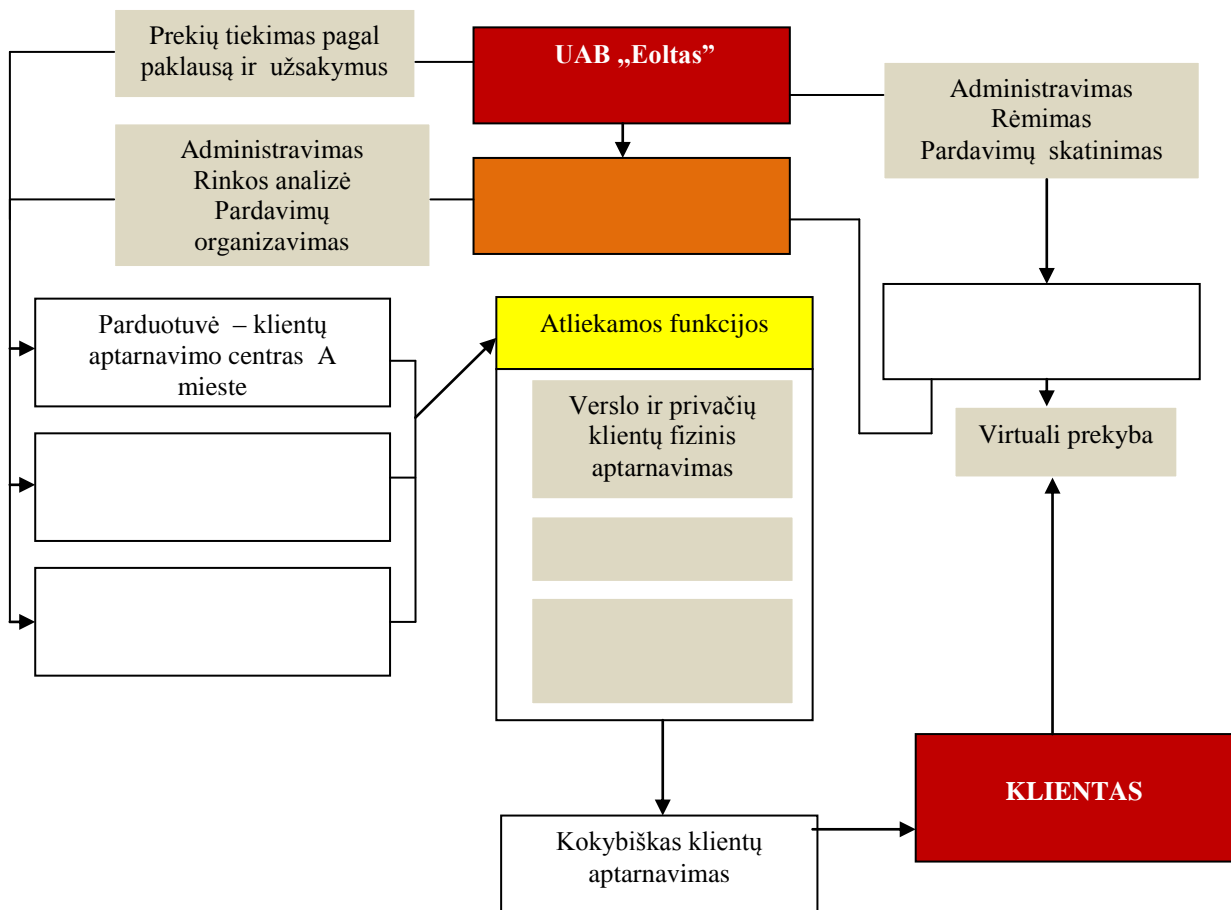 Prekių tiekimas pagal
paklausą ir užsakymus
UAB „Eoltas”
Administravimas
Rėmimas
Pardavimų skatinimas
Administravimas
Rinkos analizė
Pardavimų
organizavimas
Parduotuvė – klientų
aptarnavimo centras A
mieste
Atliekamos funkcijos
Verslo ir privačių
klientų fizinis
aptarnavimas
Virtuali prekyba
KLIENTAS
Kokybiškas klientų
aptarnavimas